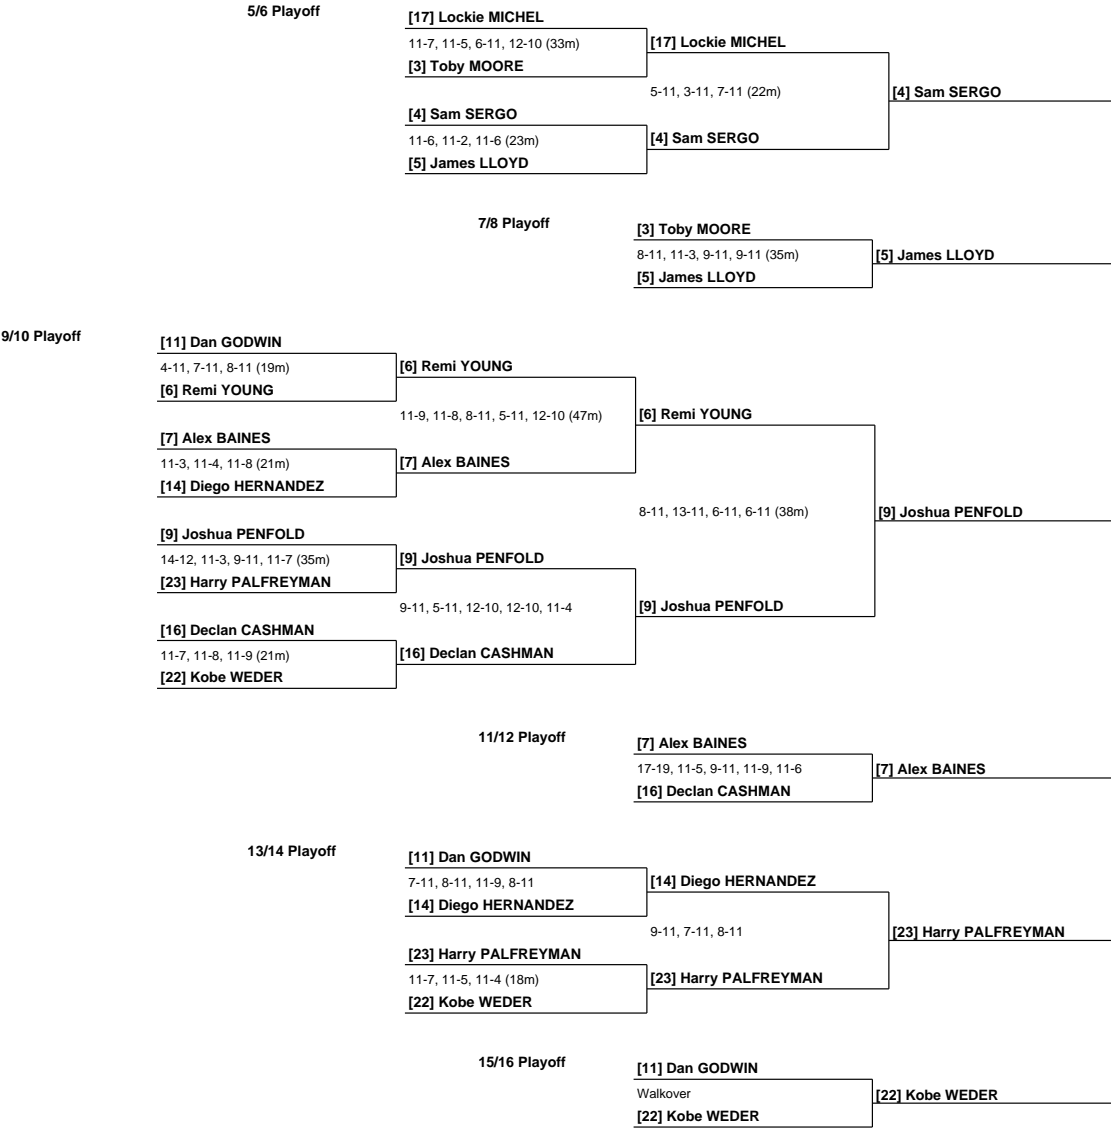 5/6 Playoff
[17] Lockie MICHEL
11-7, 11-5, 6-11, 12-10 (33m)
[17] Lockie MICHEL
[3] Toby MOORE
5-11, 3-11, 7-11 (22m)
[4] Sam SERGO
[4] Sam SERGO
11-6, 11-2, 11-6 (23m)
[4] Sam SERGO
[5] James LLOYD
7/8 Playoff
[3] Toby MOORE
8-11, 11-3, 9-11, 9-11 (35m)
[5] James LLOYD
[5] James LLOYD
9/10 Playoff
[11] Dan GODWIN
4-11, 7-11, 8-11 (19m)
[6] Remi YOUNG
[6] Remi YOUNG
11-9, 11-8, 8-11, 5-11, 12-10 (47m)
[6] Remi YOUNG
[7] Alex BAINES
11-3, 11-4, 11-8 (21m)
[7] Alex BAINES
[14] Diego HERNANDEZ
8-11, 13-11, 6-11, 6-11 (38m)
[9] Joshua PENFOLD
[9] Joshua PENFOLD
14-12, 11-3, 9-11, 11-7 (35m)
[9] Joshua PENFOLD
[23] Harry PALFREYMAN
9-11, 5-11, 12-10, 12-10, 11-4
[9] Joshua PENFOLD
[16] Declan CASHMAN
11-7, 11-8, 11-9 (21m)
[16] Declan CASHMAN
[22] Kobe WEDER
11/12 Playoff
[7] Alex BAINES
17-19, 11-5, 9-11, 11-9, 11-6
[7] Alex BAINES
[16] Declan CASHMAN
13/14 Playoff
[11] Dan GODWIN
7-11, 8-11, 11-9, 8-11
[14] Diego HERNANDEZ
[14] Diego HERNANDEZ
9-11, 7-11, 8-11
[23] Harry PALFREYMAN
[23] Harry PALFREYMAN
11-7, 11-5, 11-4 (18m)
[23] Harry PALFREYMAN
[22] Kobe WEDER
15/16 Playoff
[11] Dan GODWIN
Walkover
[22] Kobe WEDER
[22] Kobe WEDER